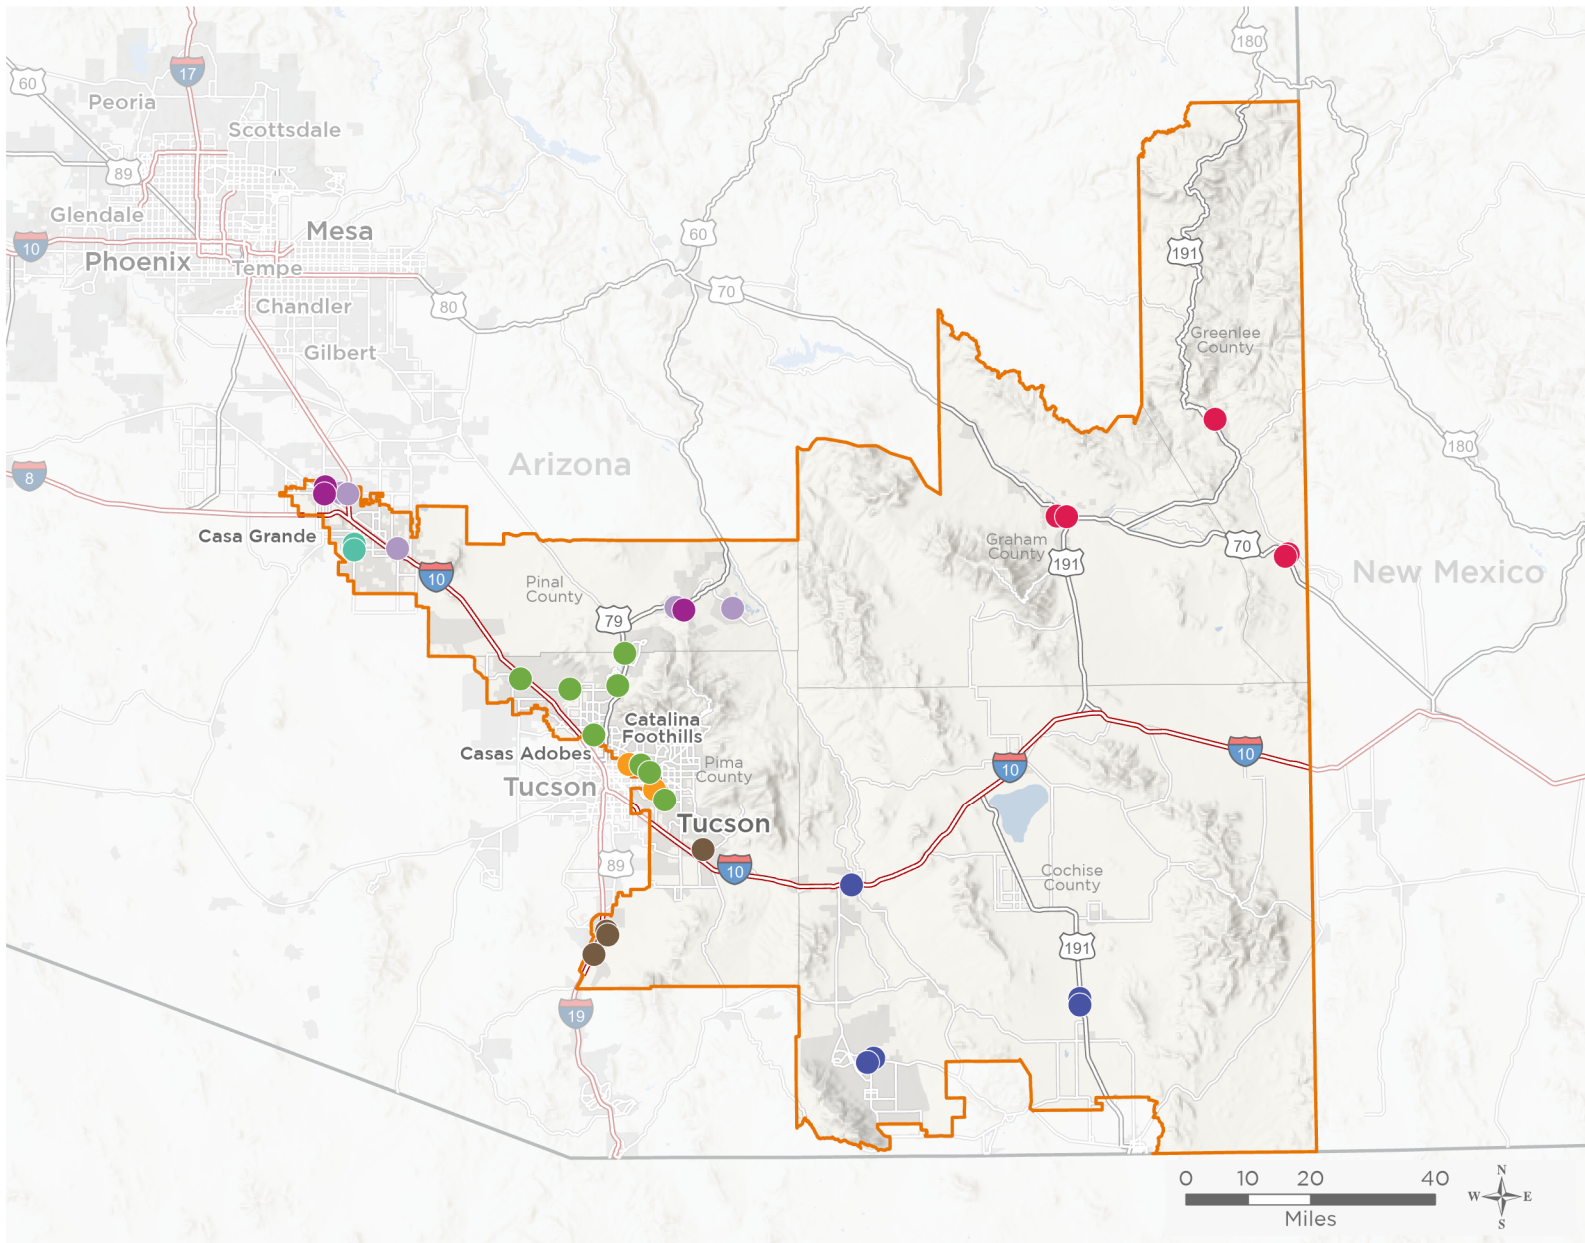 180
17
60
Peoria
Scottsdale
89
Glendale
Mesa
60
10
191
Phoenix
Tempe
70
Chandler
80
Greenlee
County
Gilbert
180
Arizona
8
Casa Grande
Graham
County
70
191
New Mexico
10
Pinal
County
79
Catalina
Foothills
Casas Adobes
Pima
County
10
10
Tucson
Tucson
89
10
Cochise
County
191
19
0
10
20
40
Miles
N
W
E
S